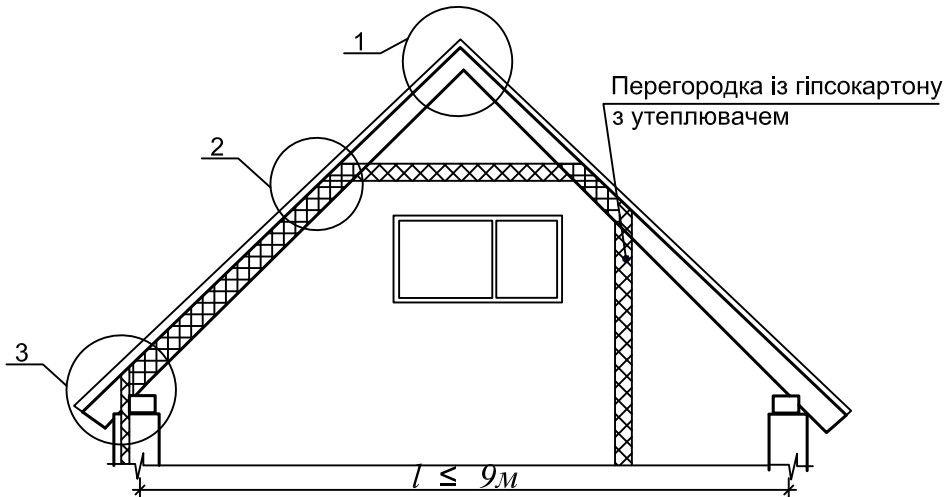 1
Перегородка із гіпсокартону
з утеплювачем
2
3
l ≤ 9м